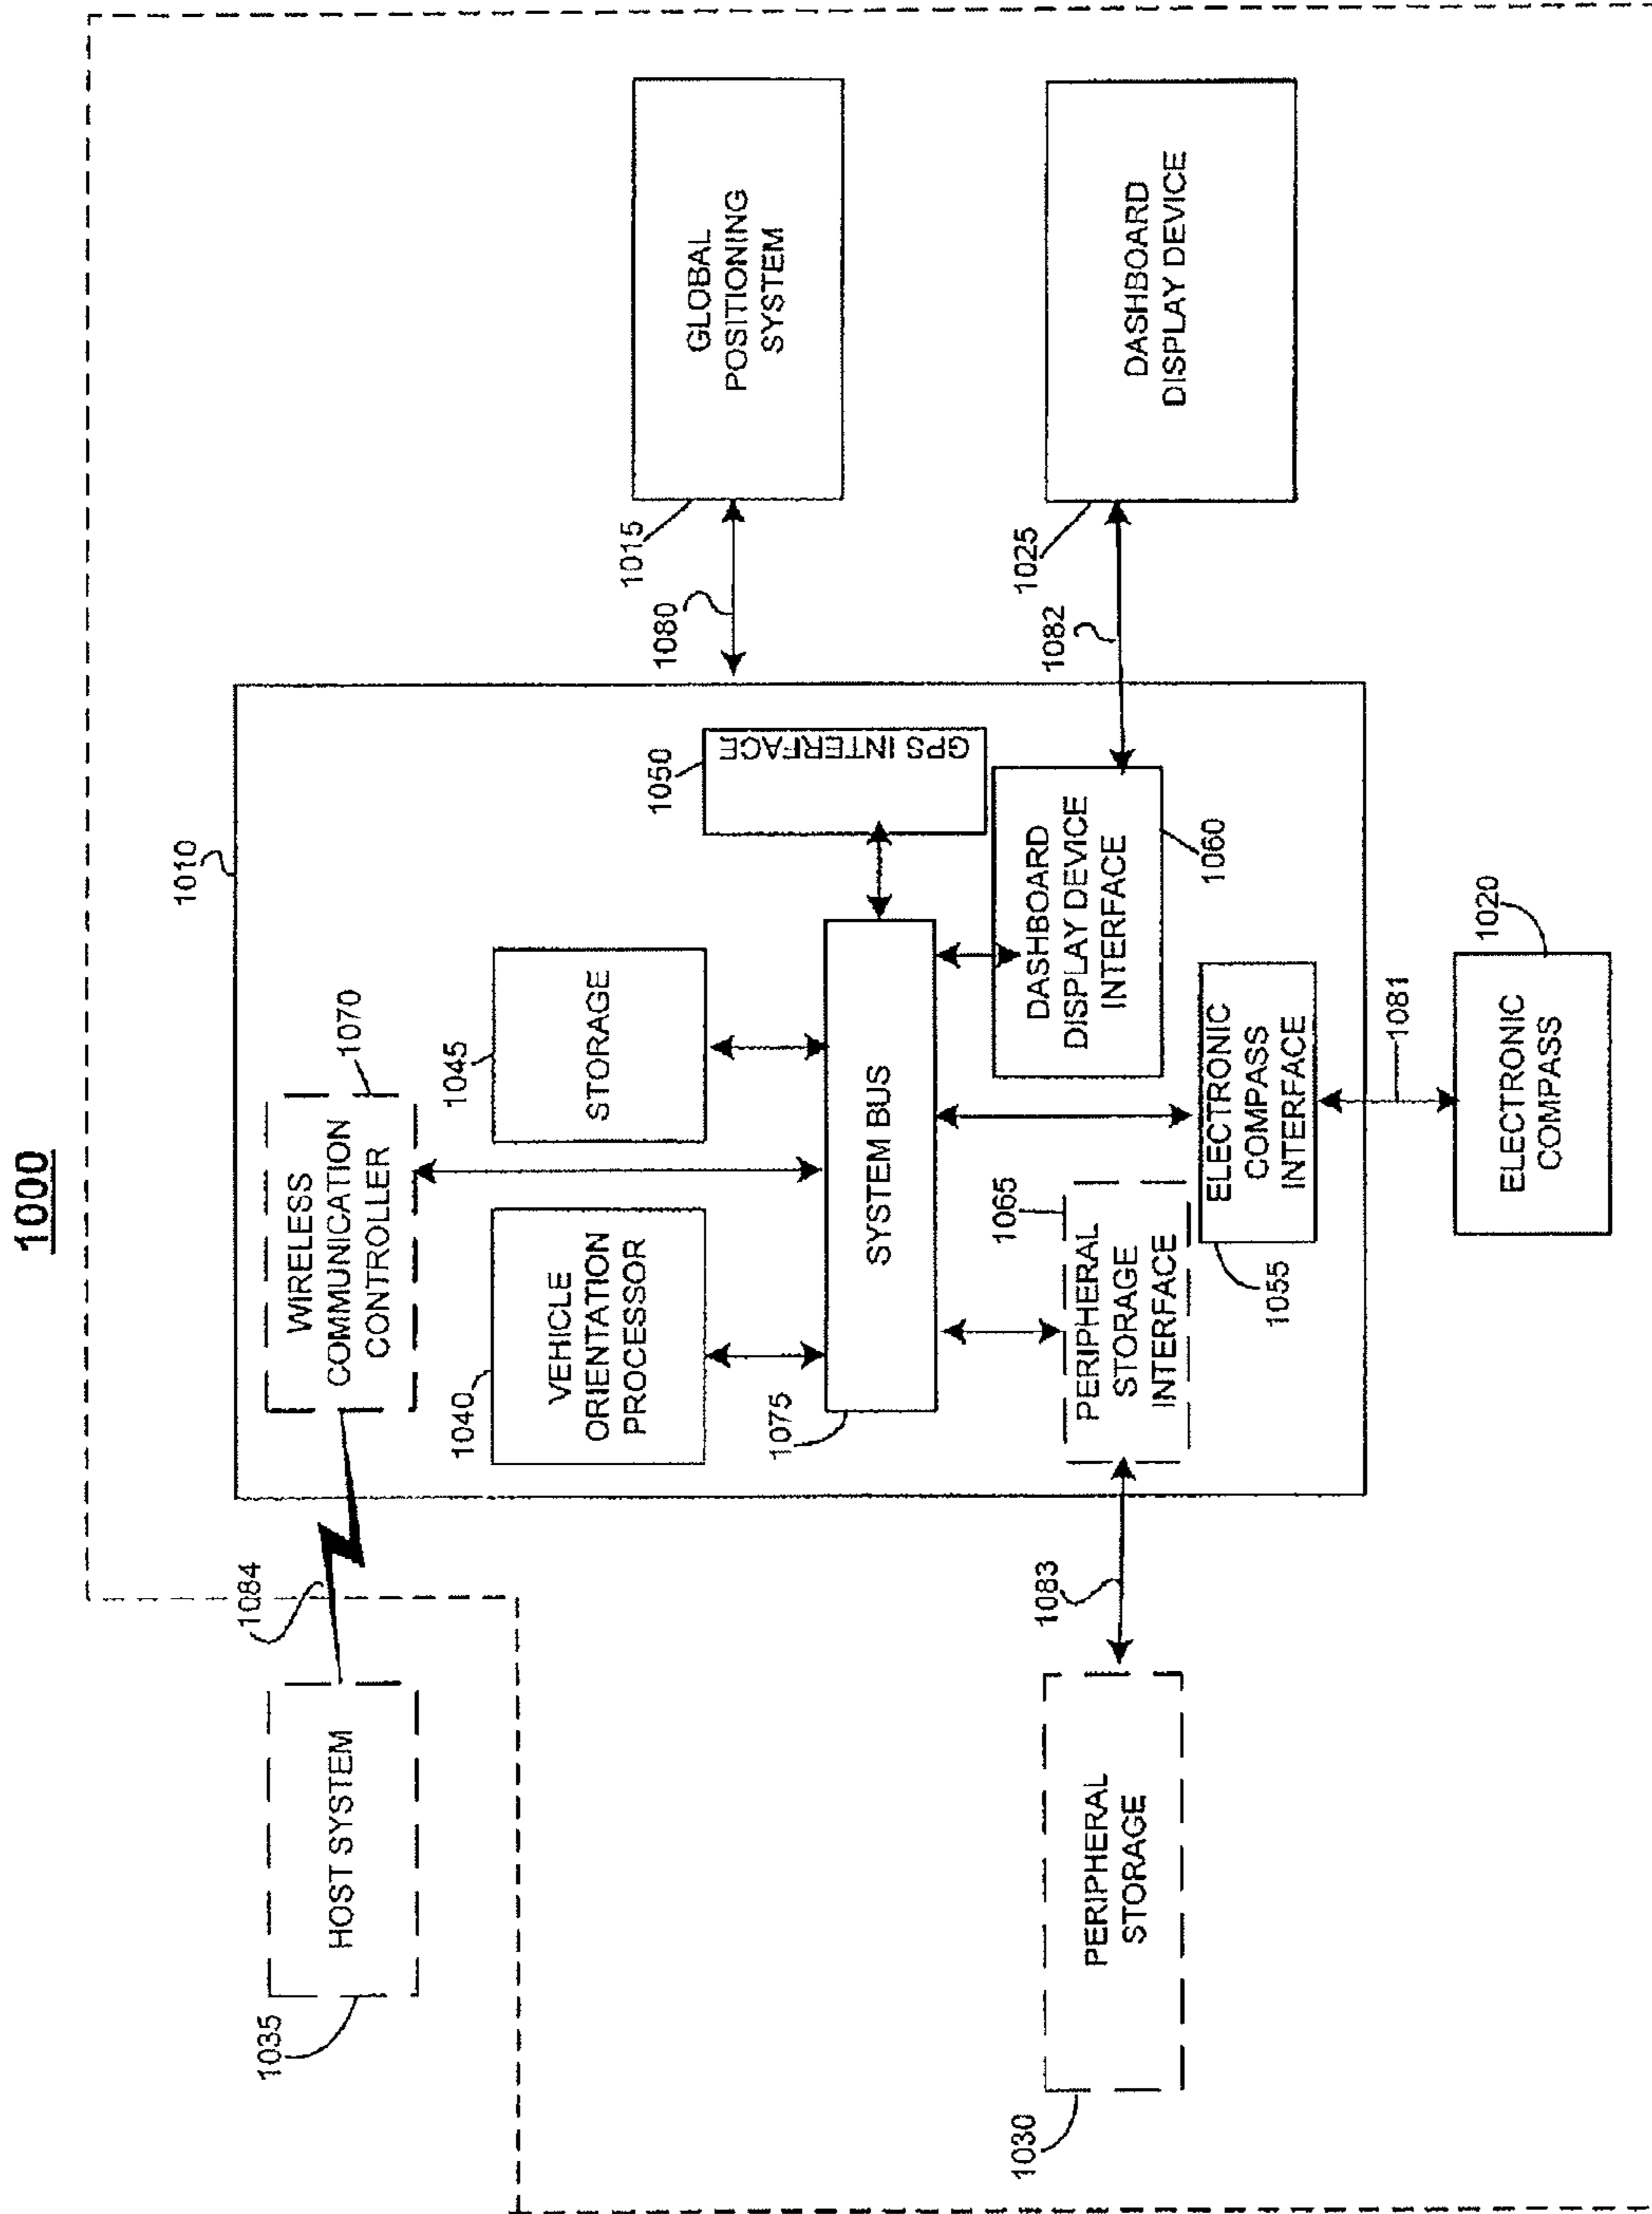 1000
1035
HOST SYSTEM
1084
WIRELESS
COMMUNICATION
CONTROLLER
1070
1010
1040
VEHICLE
ORIENTATION
PROCESSOR
1045
STORAGE
1075
SYSTEM BUS
1050
GPS INTERFACE
1080
1015
GLOBAL
POSITIONING
SYSTEM
1030
PERIPHERAL
STORAGE
1083
PERIPHERAL
STORAGE
INTERFACE
1065
DASHBOARD
DISPLAY DEVICE
INTERFACE
1060
1082
1025
DASHBOARD
DISPLAY DEVICE
1055
ELECTRONIC
COMPASS
INTERFACE
1081
ELECTRONIC
COMPASS
1020